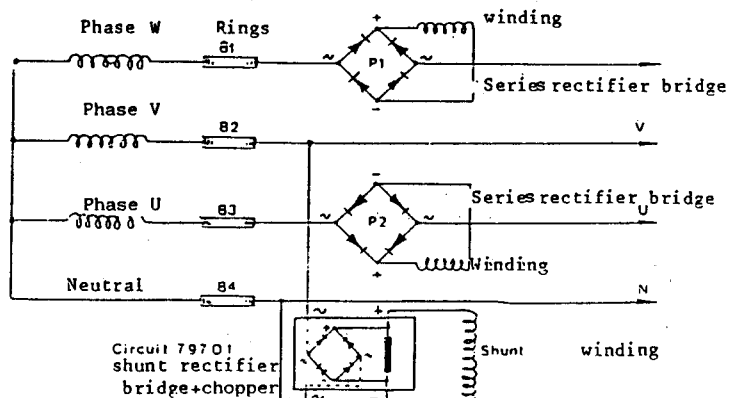 winding
Phase W
Rings
B1
+
~
P1
~
-
Series rectifier bridge
Phase V
B2
V
Phase U
B3
-
~
P2
~
+
Series rectifier bridge
U
Winding
Neutral
B4
N
~
+
Circuit 79701
shunt rectifier
bridge+chopper
+
~
~
-
Shunt
winding